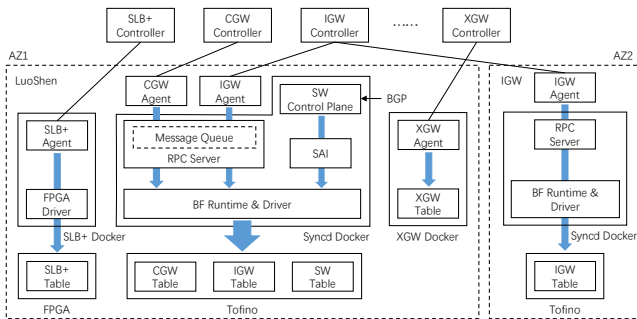 SLB+
Controller
CGW
Controller
IGW
Controller
......
XGW
Controller
AZ1
AZ2
LuoShen
CGW
Agent
IGW
Agent
SW
Control Plane
BGP
IGW
IGW
Agent
SLB+
Agent
Message Queue
RPC Server
SAI
XGW
Agent
RPC
Server
FPGA
Driver
BF Runtime & Driver
XGW
Table
BF Runtime &
Driver
SLB+ Docker
Syncd Docker
XGW Docker
Syncd Docker
SLB+
Table
CGW
Table
IGW
Table
SW
Table
IGW
Table
FPGA
Tofino
Tofino